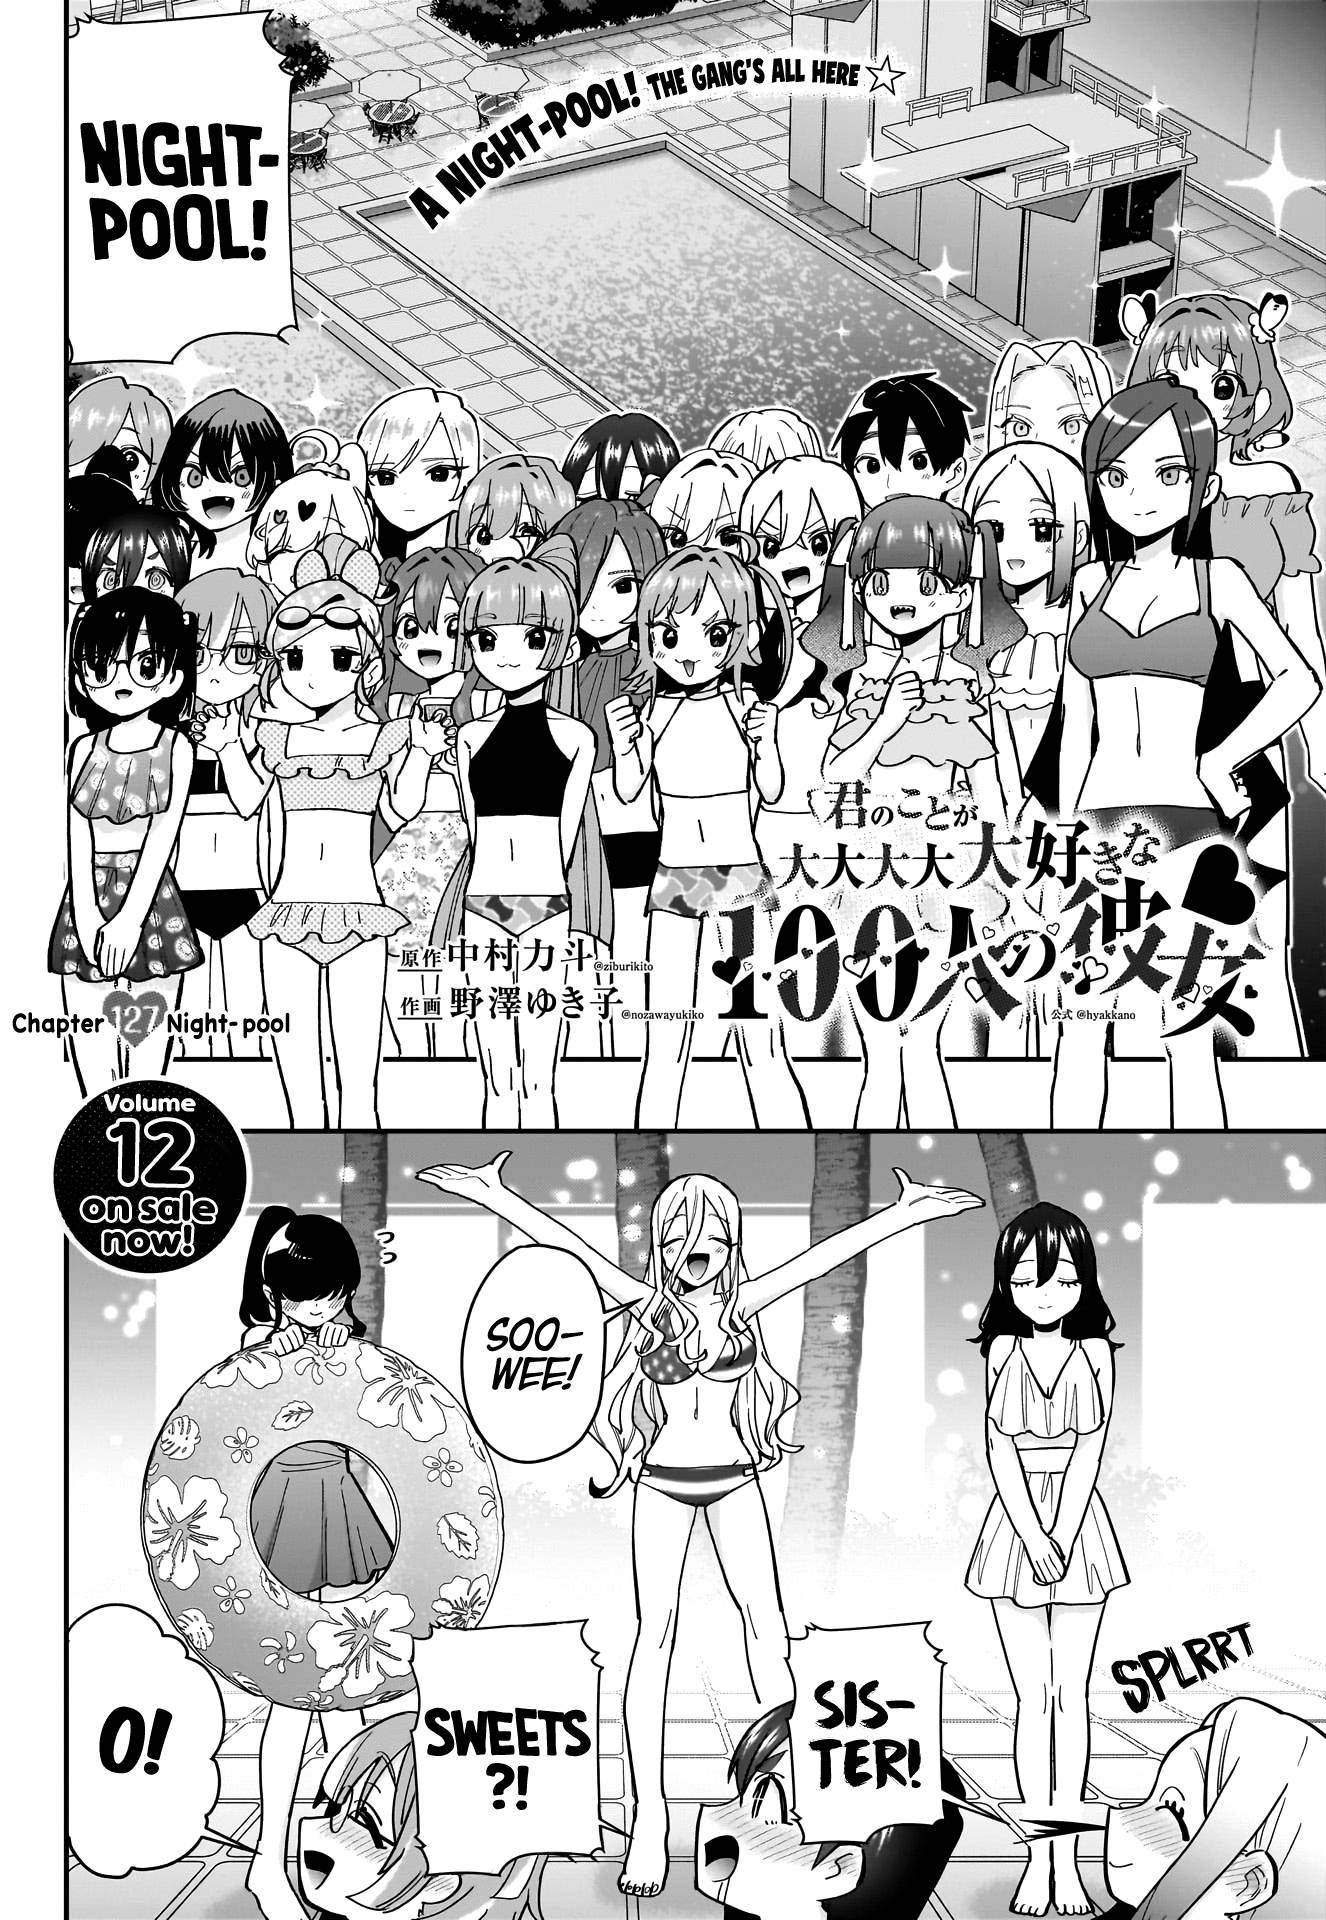 A NIGHT-POOL! THE GANG'S ALL HERE ☆
NIGHT-
POOL!
君のことが
大大大大大好きな
100人の彼女
原作 中村力斗 @ziburikito
作画 野澤ゆき子 @nozawayukiko
公式 @hyakkano
Chapter 127 Night-pool
Volume
12
on sale
now!
っっ
SOO-
WEE!
O!
SWEETS
?!
SIS-
TER!
SPLRRT